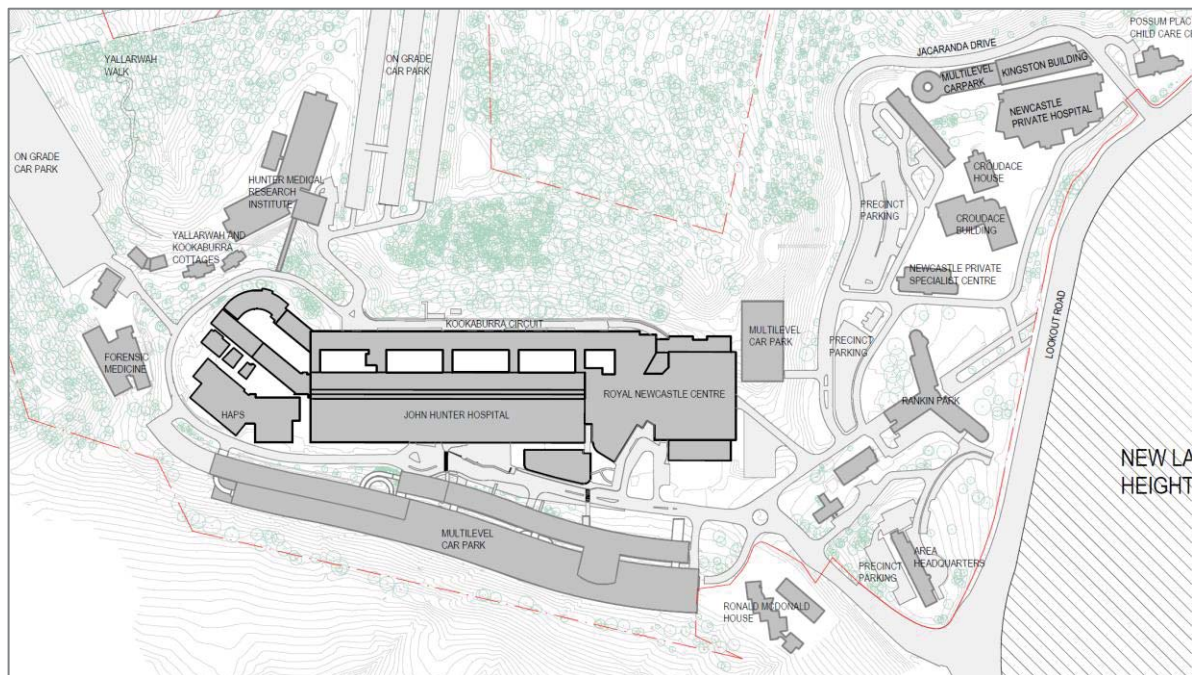 POSSUM PLAC
CHILD CARE CE
JACARANDA DRIVE
ON GRADE
CAR PARK
YALLARWAH
WALK
MULTILEVEL
CARPARK
KINGSTON BUILDING
NEWCASTLE
PRIVATE HOSPITAL
ON GRADE
CAR PARK
HUNTER MEDICAL
RESEARCH
INSTITUTE
CROUDACE
HOUSE
PRECINCT
PARKING
CROUDACE
BUILDING
YALLARWAH AND
KOOKABURRA
COTTAGES
NEWCASTLE PRIVATE
SPECIALIST CENTRE
LOOKOUT ROAD
KOOKABURRA CIRCUIT
MULTILEVEL
CAR PARK
PRECINCT
PARKING
FORENSIC
MEDICINE
ROYAL NEWCASTLE CENTRE
RANKIN PARK
HAPS
JOHN HUNTER HOSPITAL
NEW LA
HEIGHT
MULTILEVEL
CAR PARK
AREA
HEADQUARTERS
PRECINCT
PARKING
RONALD MCDONALD
HOUSE